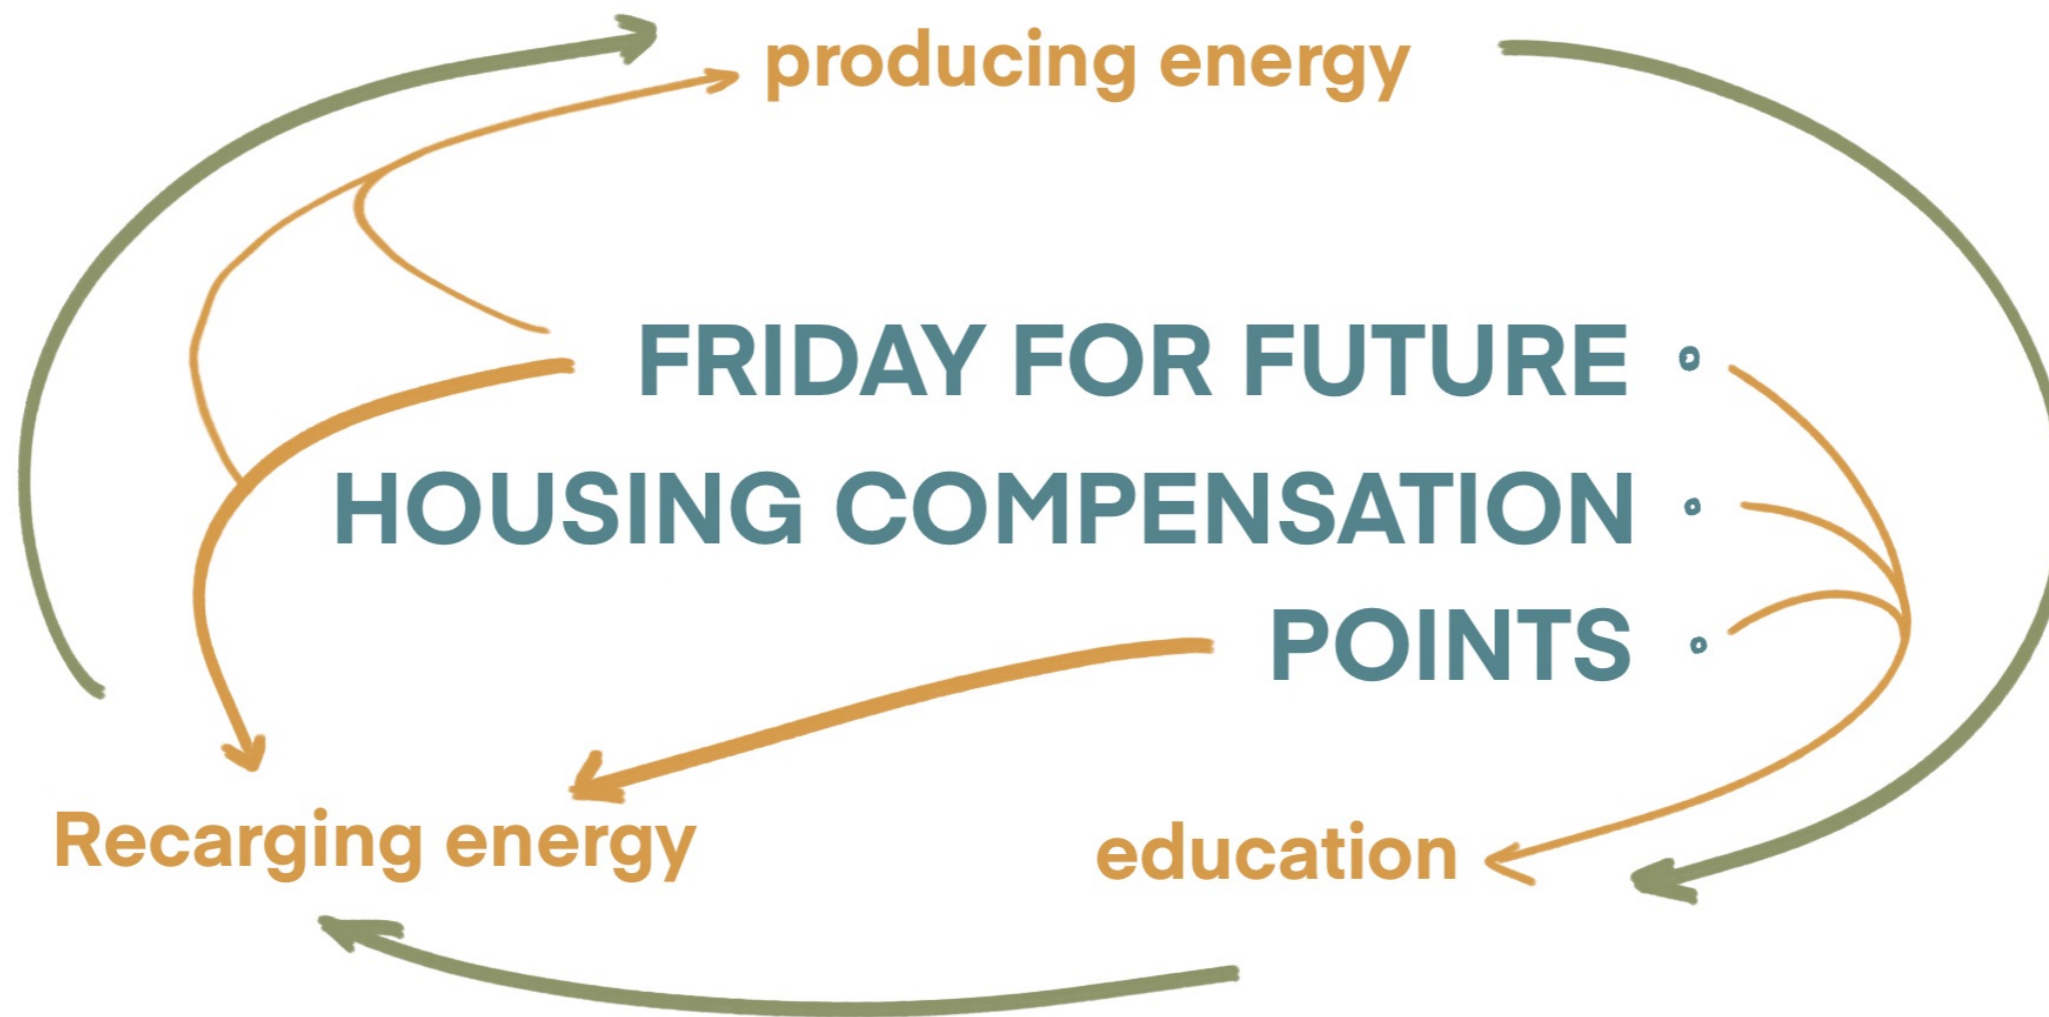 producing energy
FRIDAY FOR FUTURE
HOUSING COMPENSATION
POINTS
Recarging energy
education